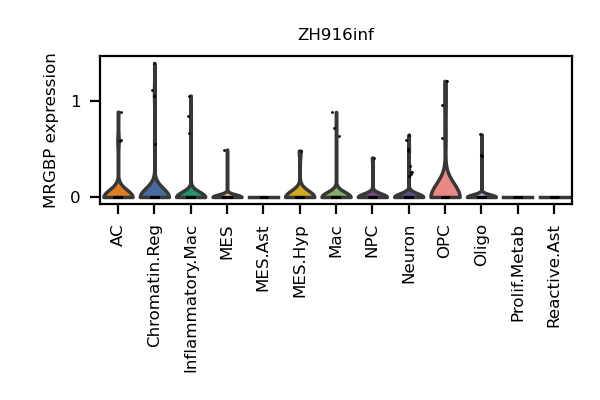 ZH916inf
MRGBP expression
1
0
AC
Chromatin.Reg
Inflammatory.Mac
MES
MES.Ast
MES.Hyp
Mac
NPC
Neuron
OPC
Oligo
Prolif.Metab
Reactive.Ast